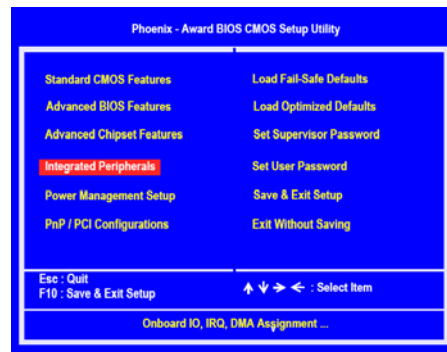 Phoenix - Award BIOS CMOS Setup Utility
Standard CMOS Features
Advanced BIOS Features
Advanced Chipset Features
Integrated Peripherals
Power Management Setup
PnP / PCI Configurations
Load Fail-Safe Defaults
Load Optimized Defaults
Set Supervisor Password
Set User Password
Save & Exit Setup
Exit Without Saving
Esc : Quit
F10 : Save & Exit Setup
↑ ↓ → ← : Select Item
Onboard IO, IRQ, DMA Assignment ...